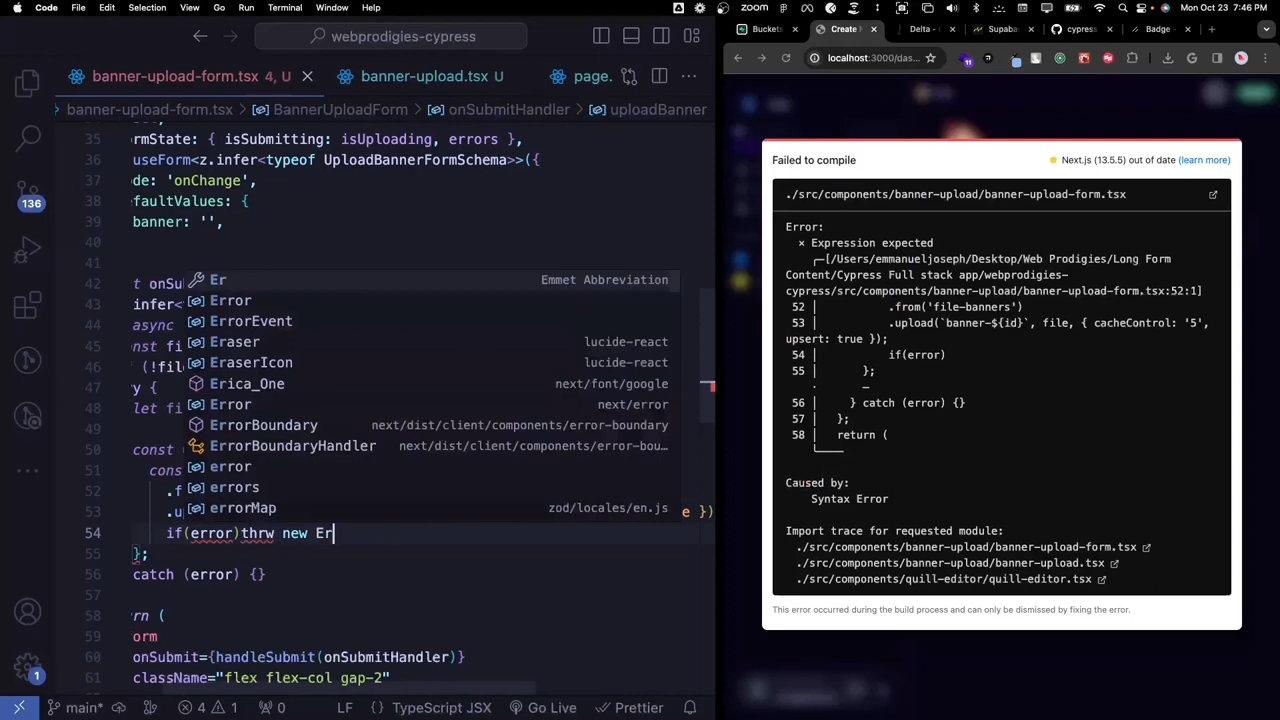 Code File Edit Selection View Go Run Terminal Window Help
zoom Mon Oct 23 7:46 PM
webprodigies-cypress
banner-upload-form.tsx 4, U
banner-upload.tsx U
page.
banner-upload-form.tsx > BannerUploadForm > onSubmitHandler > uploadBanner
35
rmState: { isSubmitting: isUploading, errors },
36 useForm<z.infer<typeof UploadBannerFormSchema>>({
37 de: 'onChange',
38 faultValues: {
39 banner: '',
40
41
42 t onSu
43 infer<
44 async
45 nst fi
46 (!file
47 y {
48 let fi
49
50 const
51 cons
52 .f
53 .u e })
54 if(error)thrw new Er
55 };
56 catch (error) {}
57
58 rn (
59 orm
60 onSubmit={handleSubmit(onSubmitHandler)}
61 className="flex flex-col gap-2"
Er Emmet Abbreviation
Error
ErrorEvent
Eraser lucide-react
EraserIcon lucide-react
Erica_One next/font/google
Error next/error
ErrorBoundary next/dist/client/components/error-boundary
ErrorBoundaryHandler next/dist/client/components/error-bou…
error
errors
errorMap zod/locales/en.js
136
1
main* 4 1 0 LF TypeScript JSX Go Live Prettier
Buckets
Create
Delta -
Supaba
cypress
Badge -
localhost:3000/das...
11
Failed to compile
Next.js (13.5.5) out of date (learn more)
./src/components/banner-upload/banner-upload-form.tsx
Error:
× Expression expected
╭─[/Users/emmanueljoseph/Desktop/Web Prodigies/Long Form
Content/Cypress Full stack app/webprodigies-
cypress/src/components/banner-upload/banner-upload-form.tsx:52:1]
52 │ .from('file-banners')
53 │ .upload(`banner-${id}`, file, { cacheControl: '5',
upsert: true });
54 │ if(error)
55 │ };
· ─
56 │ } catch (error) {}
57 │ };
58 │ return (
╰────
Caused by:
Syntax Error
Import trace for requested module:
./src/components/banner-upload/banner-upload-form.tsx
./src/components/banner-upload/banner-upload.tsx
./src/components/quill-editor/quill-editor.tsx
This error occurred during the build process and can only be dismissed by fixing the error.